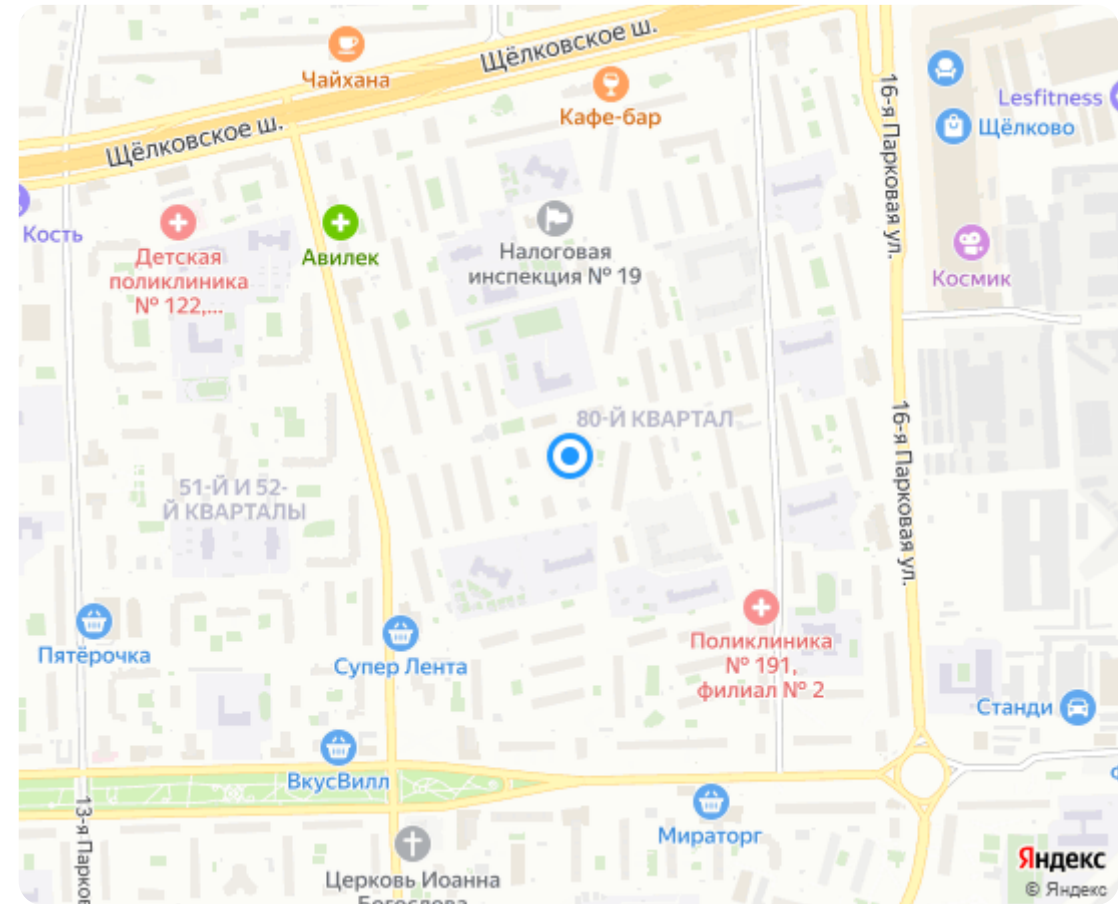 Щёлковское ш.
Чайхана
Кафе-бар
Lesfitness
Щёлково
Щёлковское ш.
16-я Парковая ул.
Кость
Детская
поликлиника
№ 122,...
Авилек
Налоговая
инспекция № 19
Космик
80-Й КВАРТАЛ
16-я Парковая ул.
51-Й И 52-
Й КВАРТАЛЫ
Пятёрочка
Супер Лента
Поликлиника
№ 191,
филиал № 2
Станди
ВкусВилл
Мираторг
13-я Парков
Церковь Иоанна
Богослова
Яндекс
© Яндекс